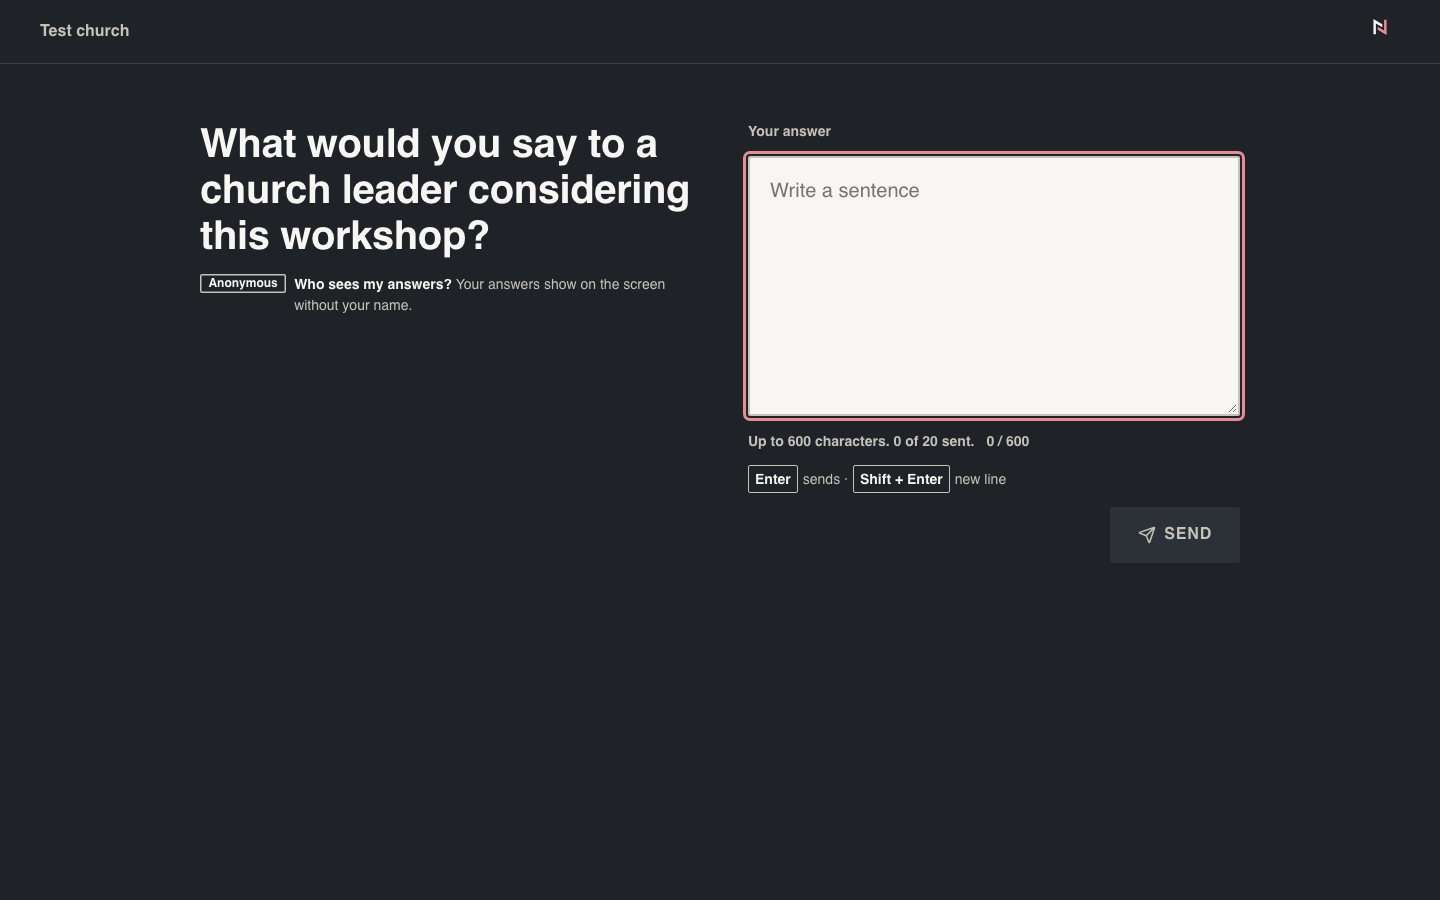 Test church
What would you say to a
church leader considering
this workshop?
Anonymous Who sees my answers? Your answers show on the screen
without your name.
Your answer
Write a sentence
Up to 600 characters. 0 of 20 sent. 0 / 600
Enter sends · Shift + Enter new line
SEND